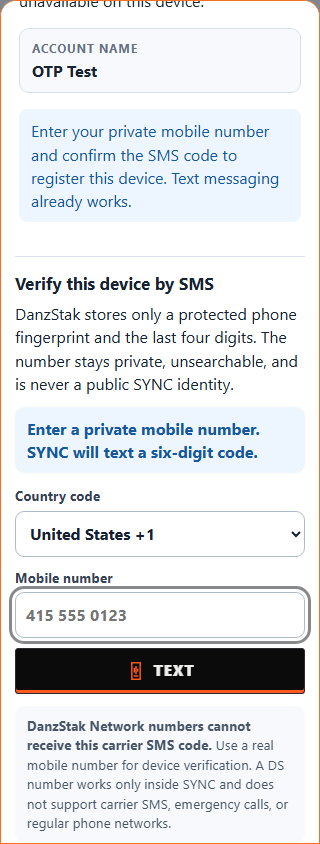 unavailable on this device.
ACCOUNT NAME
OTP Test
Enter your private mobile number
and confirm the SMS code to
register this device. Text messaging
already works.
Verify this device by SMS
DanzStak stores only a protected phone
fingerprint and the last four digits. The
number stays private, unsearchable, and
is never a public SYNC identity.
Enter a private mobile number.
SYNC will text a six-digit code.
Country code
United States +1
Mobile number
415 555 0123
TEXT
DanzStak Network numbers cannot
receive this carrier SMS code. Use a real
mobile number for device verification. A DS
number works only inside SYNC and does
not support carrier SMS, emergency calls, or
regular phone networks.